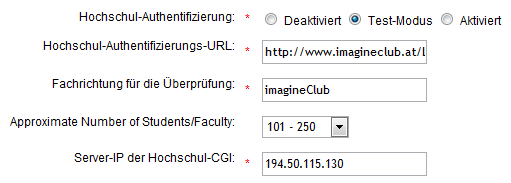 Hochschul-Authentifizierung: * Deaktiviert Test-Modus Aktiviert
Hochschul-Authentifizierungs-URL: * http://www.imagineclub.at/l
Fachrichtung für die Überprüfung: * imagineClub
Approximate Number of Students/Faculty: 101 - 250
Server-IP der Hochschul-CGI: * 194.50.115.130